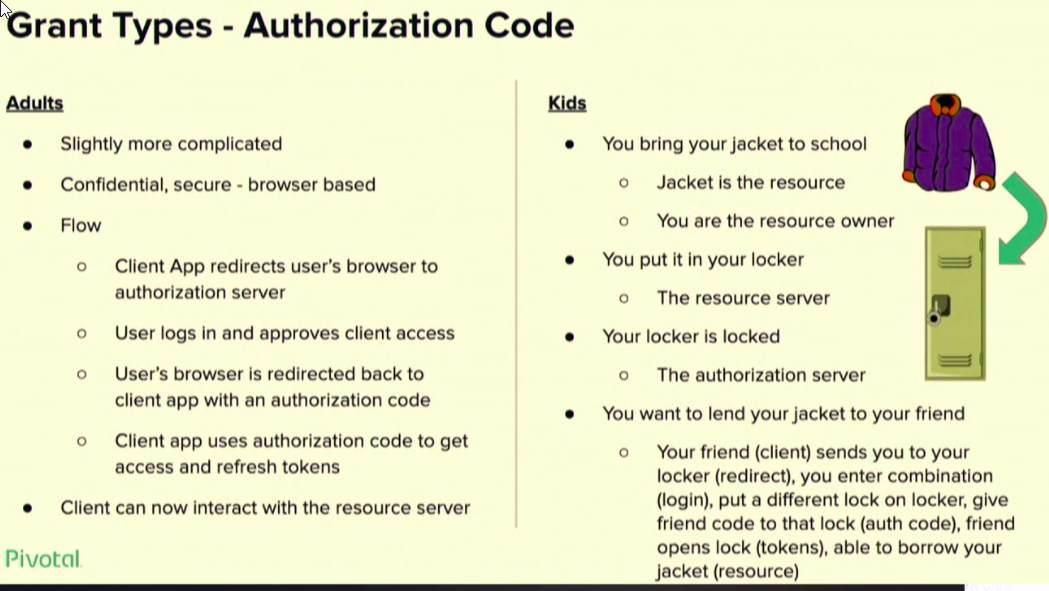 Grant Types - Authorization Code
Adults
Slightly more complicated
Confidential, secure - browser based
Flow
Client App redirects user's browser to
authorization server
User logs in and approves client access
User's browser is redirected back to
client app with an authorization code
Client app uses authorization code to get
access and refresh tokens
Client can now interact with the resource server
Kids
You bring your jacket to school
Jacket is the resource
You are the resource owner
You put it in your locker
The resource server
Your locker is locked
The authorization server
You want to lend your jacket to your friend
Your friend (client) sends you to your
locker (redirect), you enter combination
(login), put a different lock on locker, give
friend code to that lock (auth code), friend
opens lock (tokens), able to borrow your
jacket (resource)
Pivotal